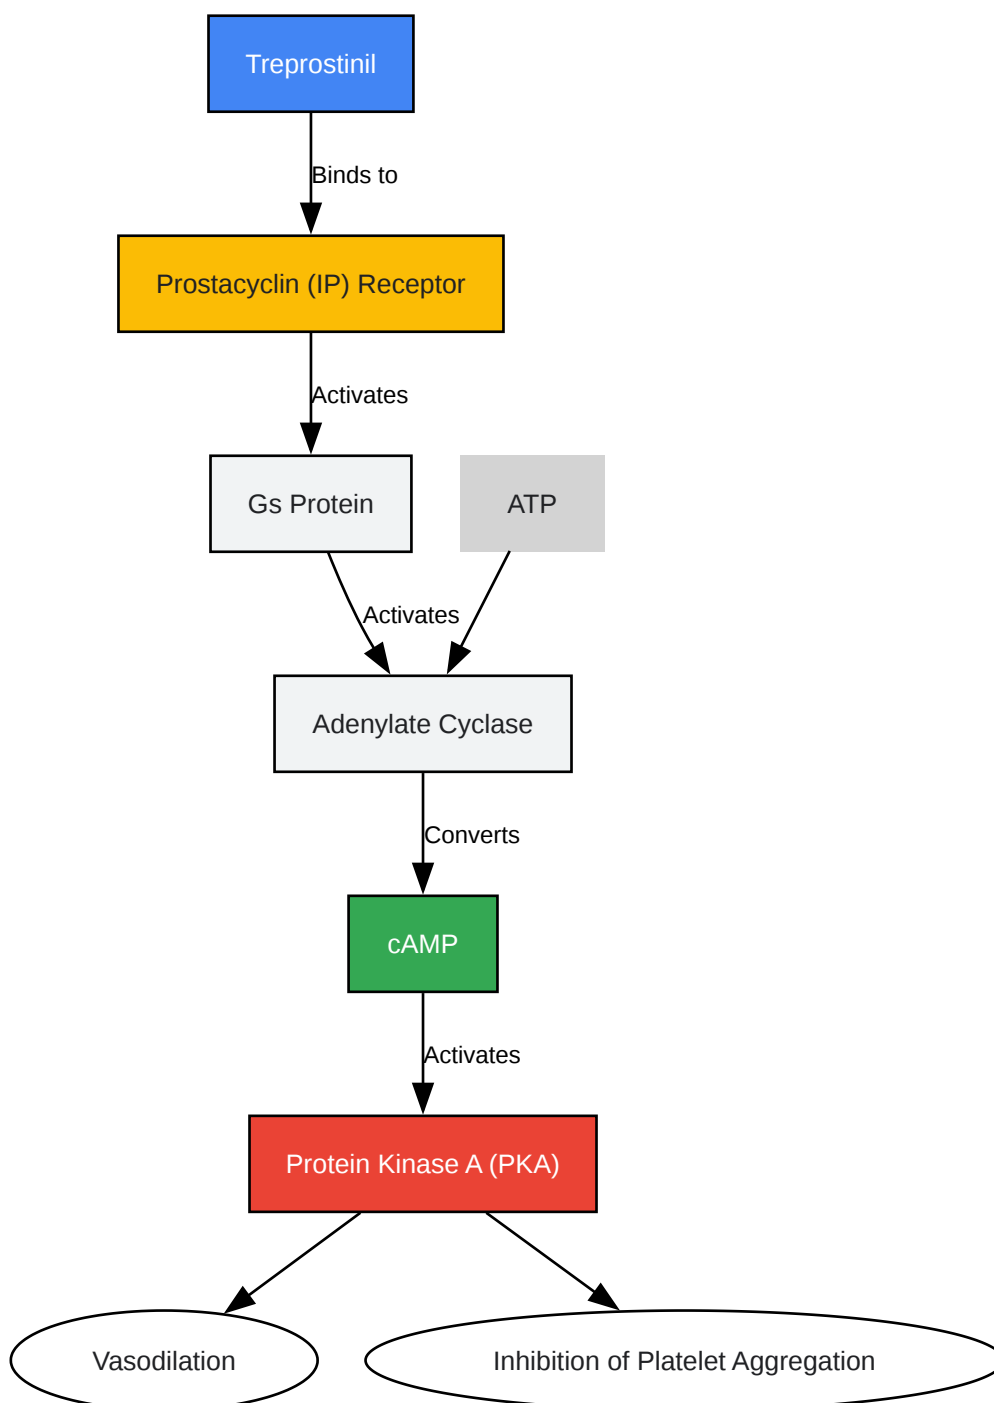 Treprostinil
Binds to
Prostacyclin (IP) Receptor
Activates
Gs Protein
ATP
Activates
Adenylate Cyclase
Converts
cAMP
Activates
Protein Kinase A (PKA)
Vasodilation
Inhibition of Platelet Aggregation